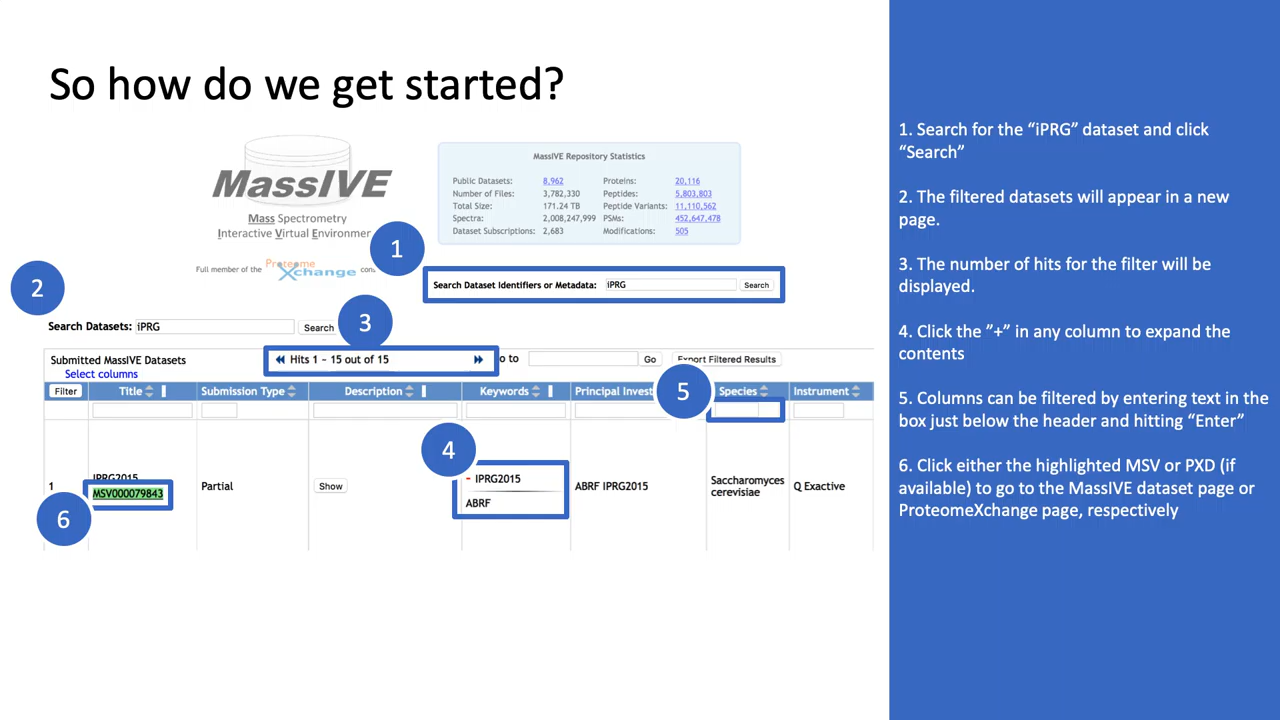 So how do we get started?
MassIVE
Mass Spectrometry
Interactive Virtual Environmen
Full member of the ProteomeXchange
MassIVE Repository Statistics
Public Datasets: 8,962 Proteins: 20,116
Number of Files: 3,782,330 Peptides: 5,803,803
Total Size: 171.24 TB Peptide Variants: 11,110,562
Spectra: 2,008,247,999 PSMs: 452,647,478
Dataset Subscriptions: 2,683 Modifications: 505
1
Search Dataset Identifiers or Metadata: iPRG Search
2
Search Datasets: iPRG Search
3
Submitted MassIVE Datasets
Select columns
Hits 1 ~ 15 out of 15
to
Go
Export Filtered Results
Filter Title Submission Type Description Keywords Principal Invest Species Instrument
5
4
1
IPRG2015
MSV000079843
Partial
Show
- IPRG2015
ABRF
ABRF IPRG2015
Saccharomyces
cerevisiae
Q Exactive
6
1. Search for the “iPRG” dataset and click
“Search”
2. The filtered datasets will appear in a new
page.
3. The number of hits for the filter will be
displayed.
4. Click the ”+” in any column to expand the
contents
5. Columns can be filtered by entering text in the
box just below the header and hitting “Enter”
6. Click either the highlighted MSV or PXD (if
available) to go to the MassIVE dataset page or
ProteomeXchange page, respectively